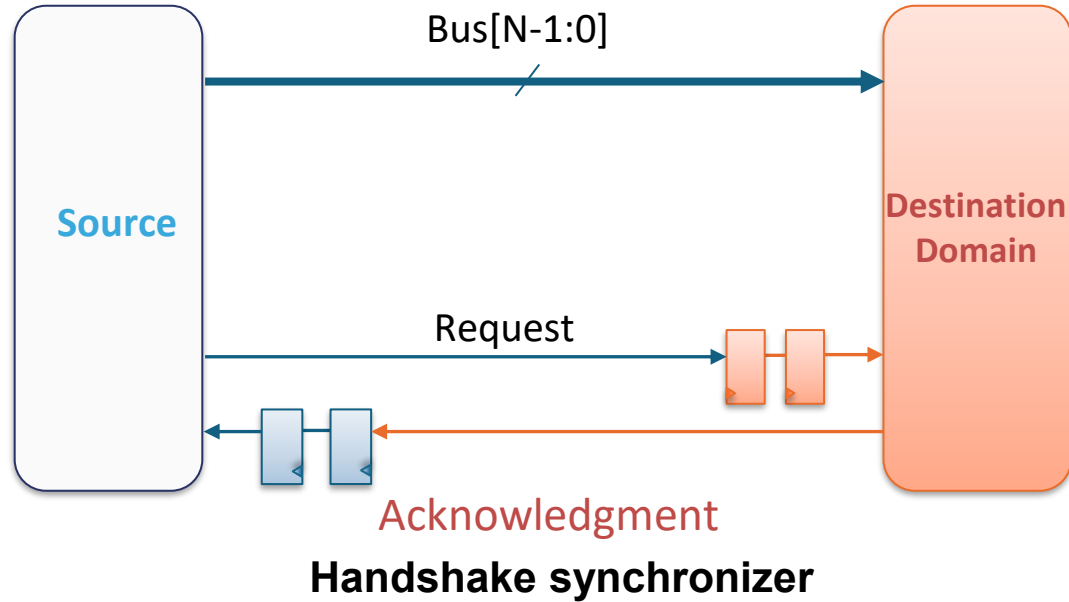 Bus[N-1:0]
Source
Destination
Domain
Request
Acknowledgment
Handshake synchronizer